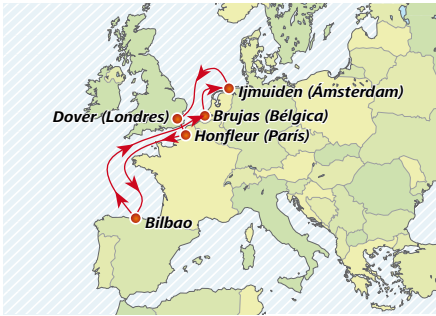 Ijmuiden (Ámsterdam)
Dover (Londres)
Brujas (Bélgica)
Honfleur (París)
Bilbao